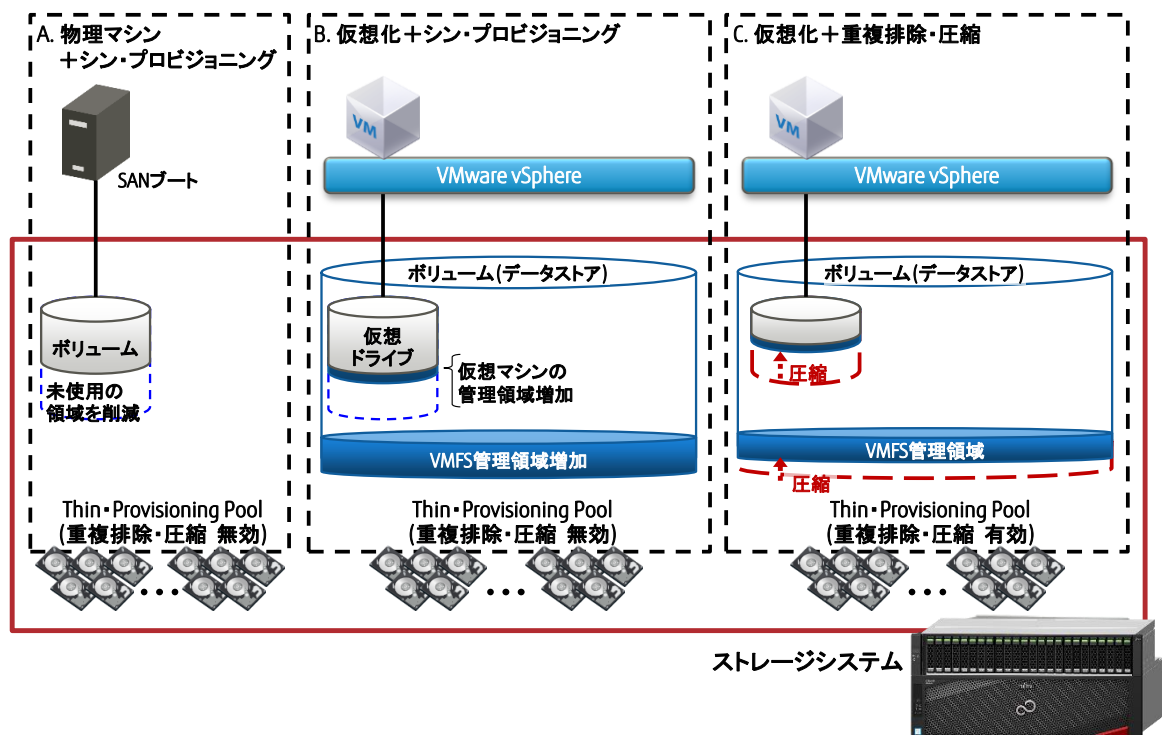 A. 物理マシン
＋シン・プロビジョニング
SANブート
ボリューム
未使用の
領域を削減
Thin・Provisioning Pool
(重複排除・圧縮 無効)
B. 仮想化＋シン・プロビジョニング
VM
VMware vSphere
ボリューム(データストア)
仮想
ドライブ
仮想マシンの
管理領域増加
VMFS管理領域増加
Thin・Provisioning Pool
(重複排除・圧縮 無効)
C. 仮想化＋重複排除・圧縮
VM
VMware vSphere
ボリューム(データストア)
圧縮
VMFS管理領域
圧縮
Thin・Provisioning Pool
(重複排除・圧縮 有効)
ストレージシステム